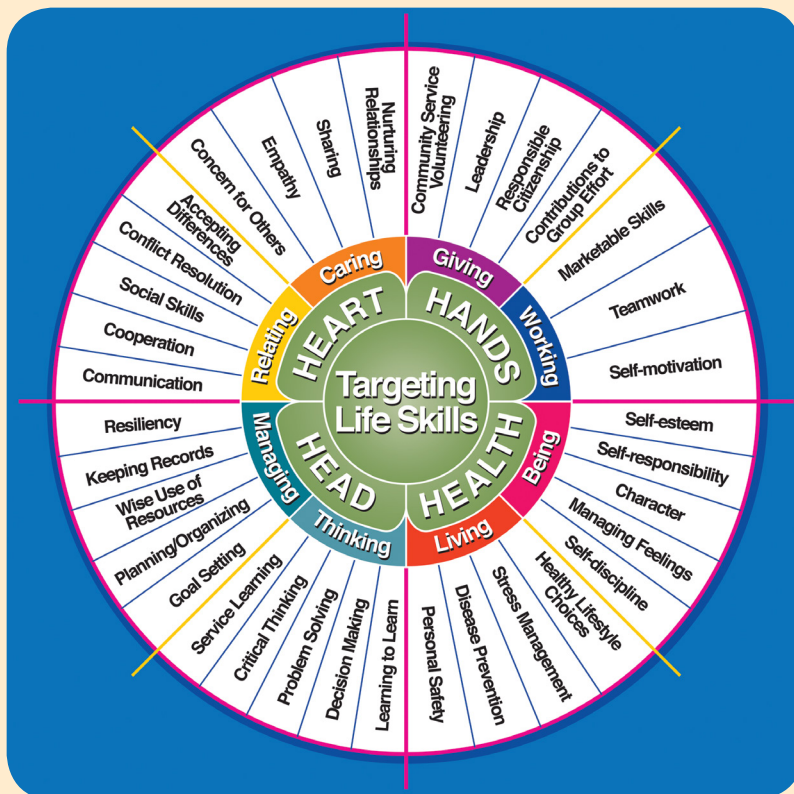 Targeting
Life Skills
HEART
HANDS
HEALTH
HEAD
Caring
Giving
Working
Being
Living
Thinking
Managing
Relating
Community Service
Volunteering
Leadership
Responsible
Citizenship
Contributions to
Group Effort
Marketable Skills
Teamwork
Self-motivation
Self-esteem
Self-responsibility
Character
Managing Feelings
Self-discipline
Healthy Lifestyle
Choices
Stress Management
Disease Prevention
Personal Safety
Learning to Learn
Decision Making
Problem Solving
Critical Thinking
Service Learning
Goal Setting
Planning/Organizing
Wise Use of
Resources
Keeping Records
Resiliency
Communication
Cooperation
Social Skills
Conflict Resolution
Accepting
Differences
Concern for Others
Empathy
Sharing
Nurturing
Relationships